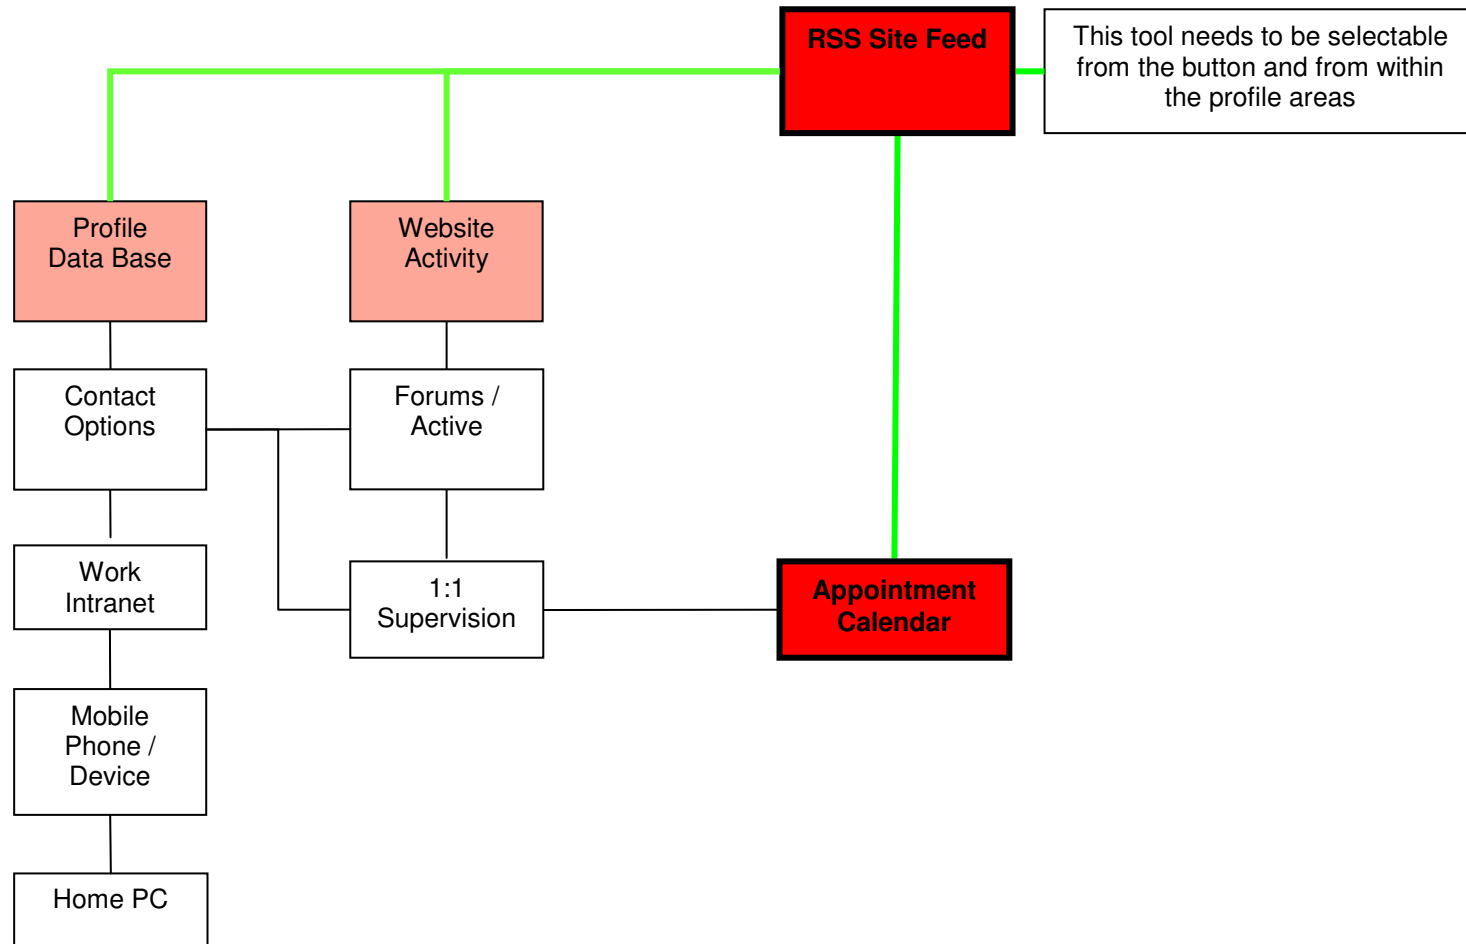 RSS Site Feed
This tool needs to be selectable
from the button and from within
the profile areas
Profile
Data Base
Website
Activity
Contact
Options
Forums /
Active
Work
Intranet
1:1
Supervision
Appointment
Calendar
Mobile
Phone /
Device
Home PC